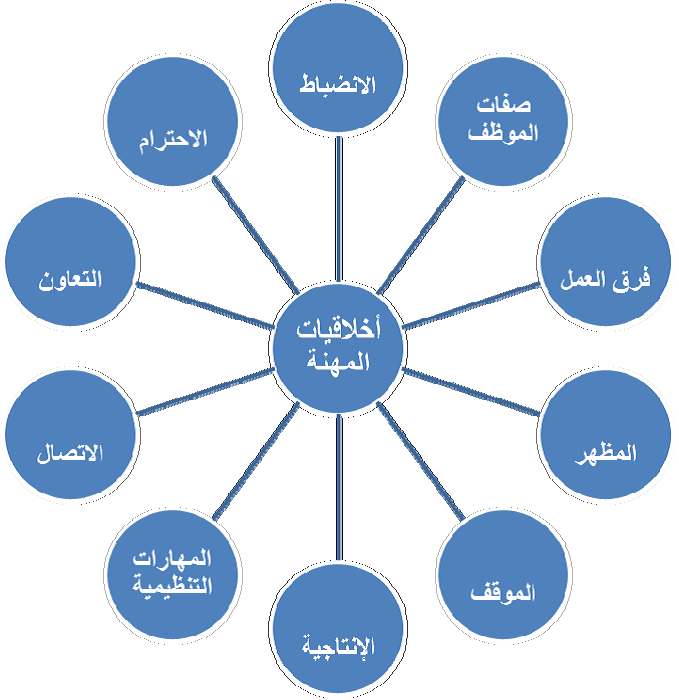 أخلاقيات
المهنة
الانضباط
صفات
الموظف
فرق العمل
المظهر
الموقف
الإنتاجية
المهارات
التنظيمية
الاتصال
التعاون
الاحترام